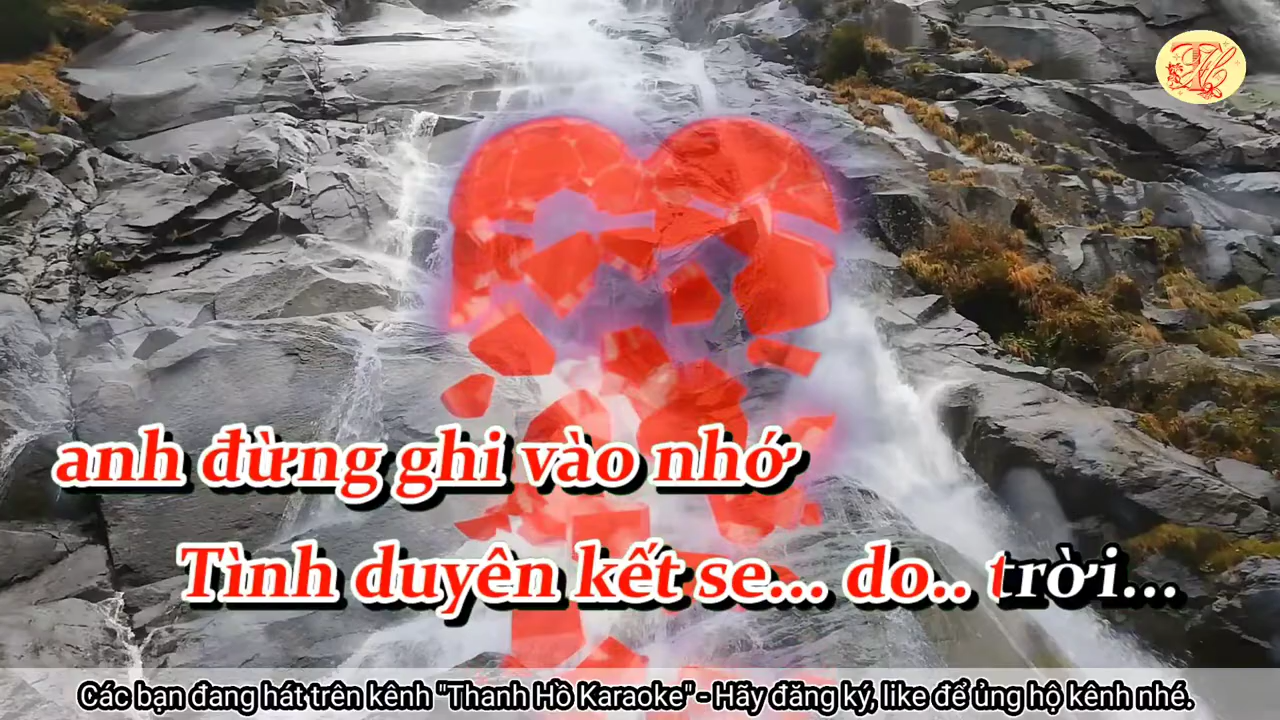 anh đừng ghi vào nhớ
Tình duyên kết se... do.. trời...
Các bạn đang hát trên kênh "Thanh Hồ Karaoke" - Hãy đăng ký, like để ủng hộ kênh nhé.